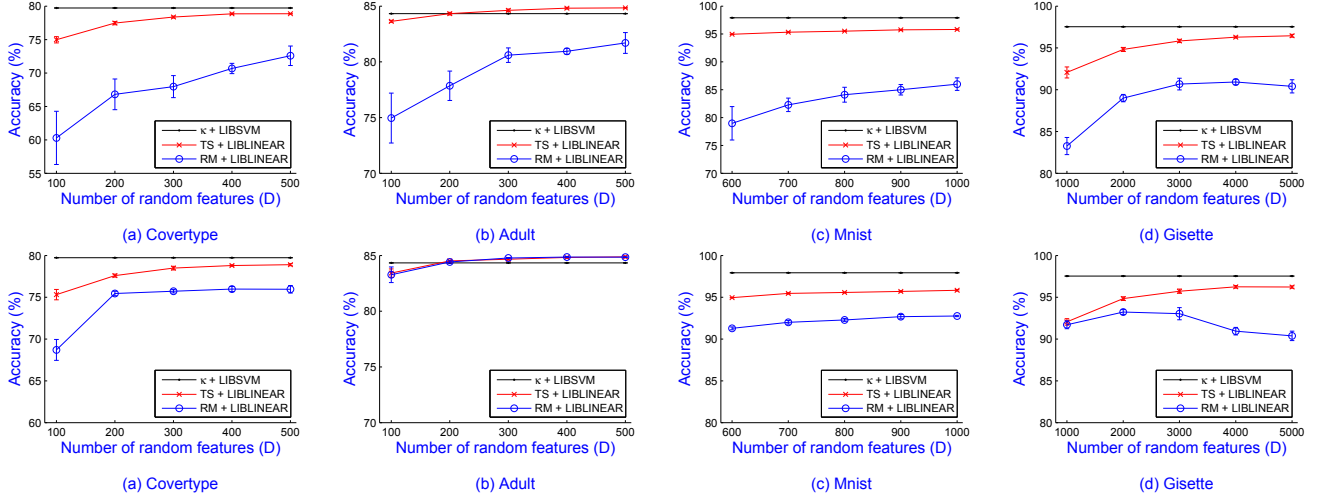 Accuracy (%)
80
75
70
65
60
55
100 200 300 400 500
κ + LIBSVM
TS + LIBLINEAR
RM + LIBLINEAR
Number of random features (D)
(a) Covertype
Accuracy (%)
85
80
75
70
100 200 300 400 500
κ + LIBSVM
TS + LIBLINEAR
RM + LIBLINEAR
Number of random features (D)
(b) Adult
Accuracy (%)
100
95
90
85
80
75
70
600 700 800 900 1000
κ + LIBSVM
TS + LIBLINEAR
RM + LIBLINEAR
Number of random features (D)
(c) Mnist
Accuracy (%)
100
95
90
85
80
1000 2000 3000 4000 5000
κ + LIBSVM
TS + LIBLINEAR
RM + LIBLINEAR
Number of random features (D)
(d) Gisette
Accuracy (%)
80
75
70
65
60
100 200 300 400 500
κ + LIBSVM
TS + LIBLINEAR
RM + LIBLINEAR
Number of random features (D)
(a) Covertype
Accuracy (%)
85
80
75
70
100 200 300 400 500
κ + LIBSVM
TS + LIBLINEAR
RM + LIBLINEAR
Number of random features (D)
(b) Adult
Accuracy (%)
100
95
90
85
80
600 700 800 900 1000
κ + LIBSVM
TS + LIBLINEAR
RM + LIBLINEAR
Number of random features (D)
(c) Mnist
Accuracy (%)
100
95
90
85
80
1000 2000 3000 4000 5000
κ + LIBSVM
TS + LIBLINEAR
RM + LIBLINEAR
Number of random features (D)
(d) Gisette